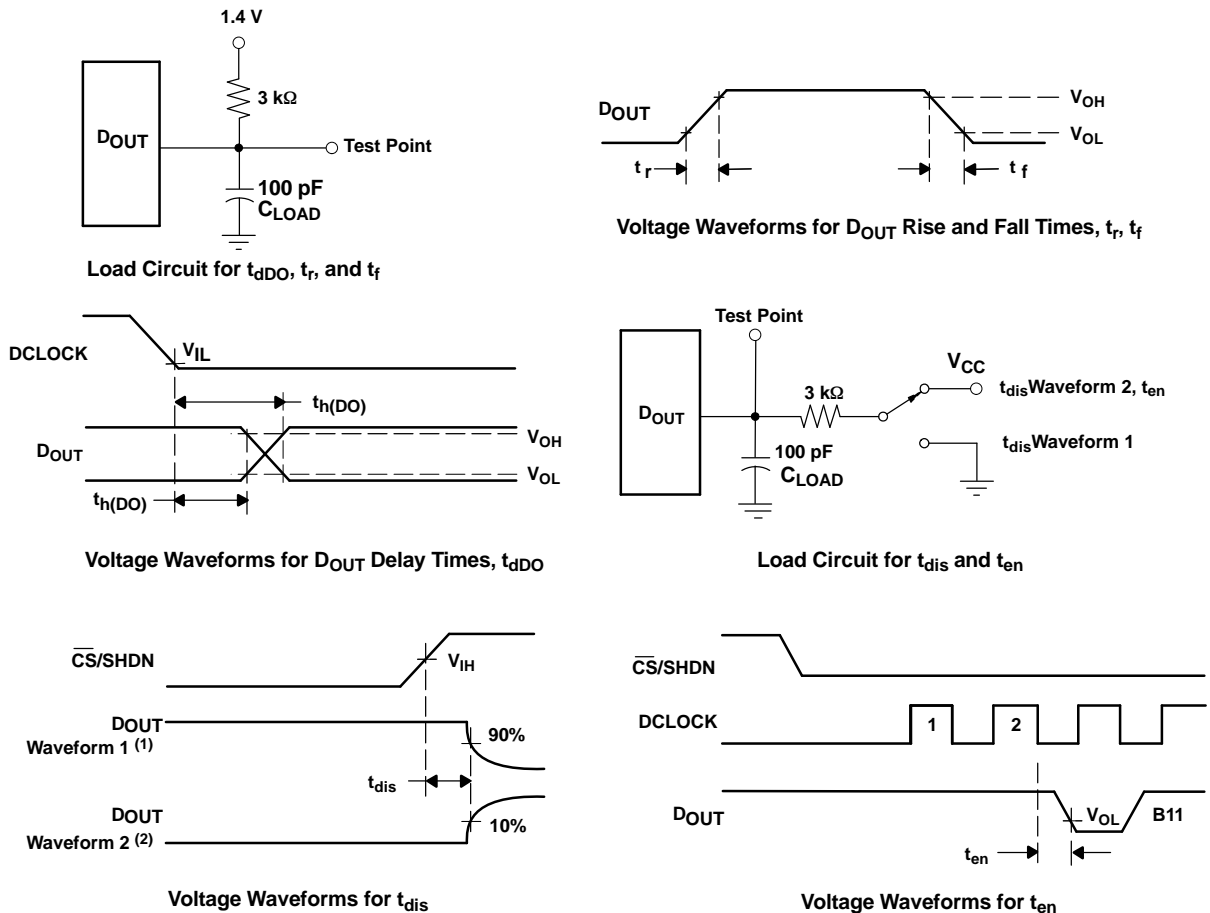 1.4 V
3 kΩ
DOUT
Test Point
100 pF
CLOAD
Load Circuit for tdDO, tr, and tf
DOUT
VOH
VOL
tr
tf
Voltage Waveforms for DOUT Rise and Fall Times, tr, tf
DCLOCK
VIL
th(DO)
DOUT
VOH
VOL
th(DO)
Voltage Waveforms for DOUT Delay Times, tdDO
Test Point
DOUT
3 kΩ
VCC
tdisWaveform 2, ten
100 pF
CLOAD
tdisWaveform 1
Load Circuit for tdis and ten
CS/SHDN
VIH
DOUT
Waveform 1 (1)
90%
tdis
DOUT
Waveform 2 (2)
10%
Voltage Waveforms for tdis
CS/SHDN
DCLOCK
1
2
DOUT
VOL
B11
ten
Voltage Waveforms for ten